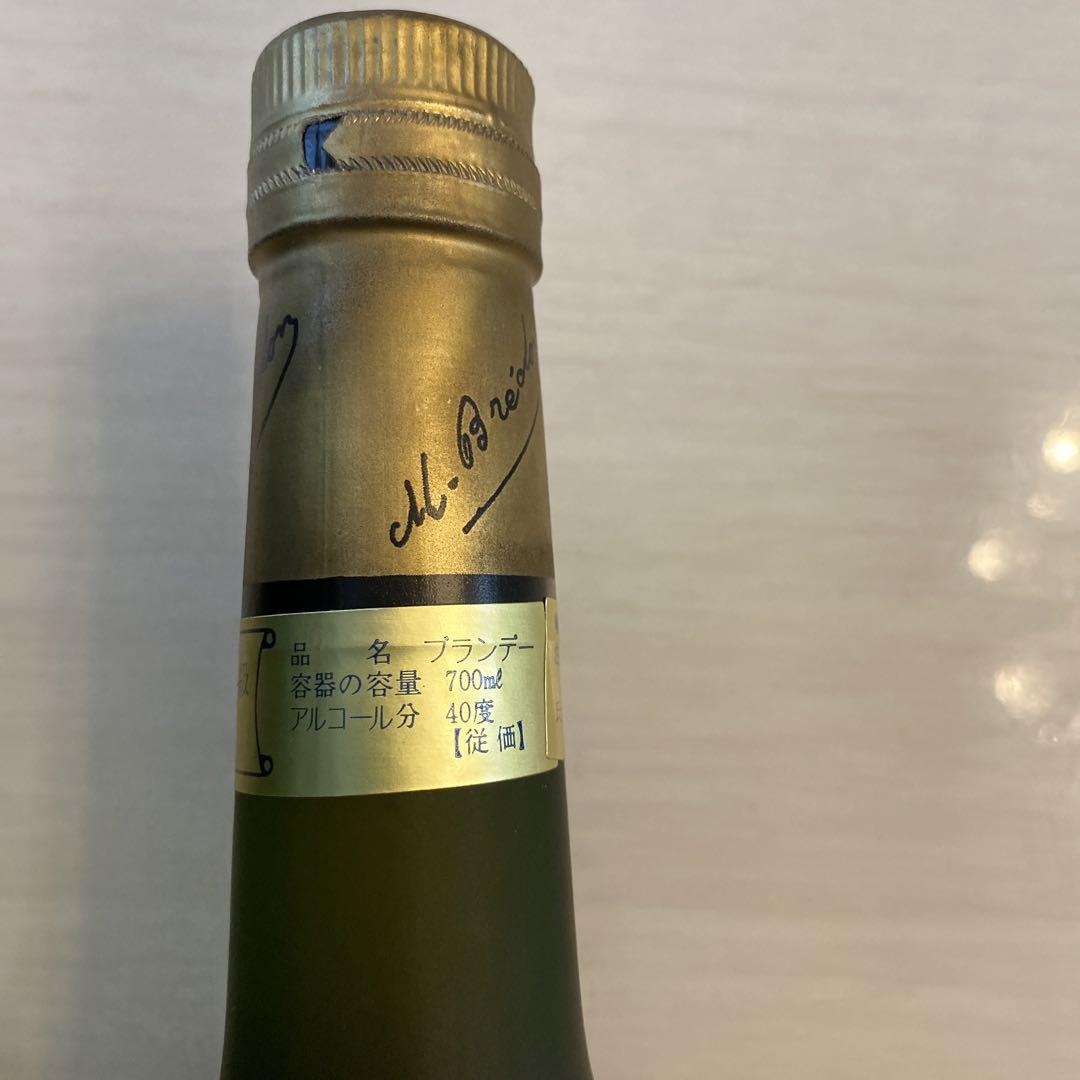 M. Brédon
品名 ブランデー
容器の容量 700ml
アルコール分 40度
【従価】